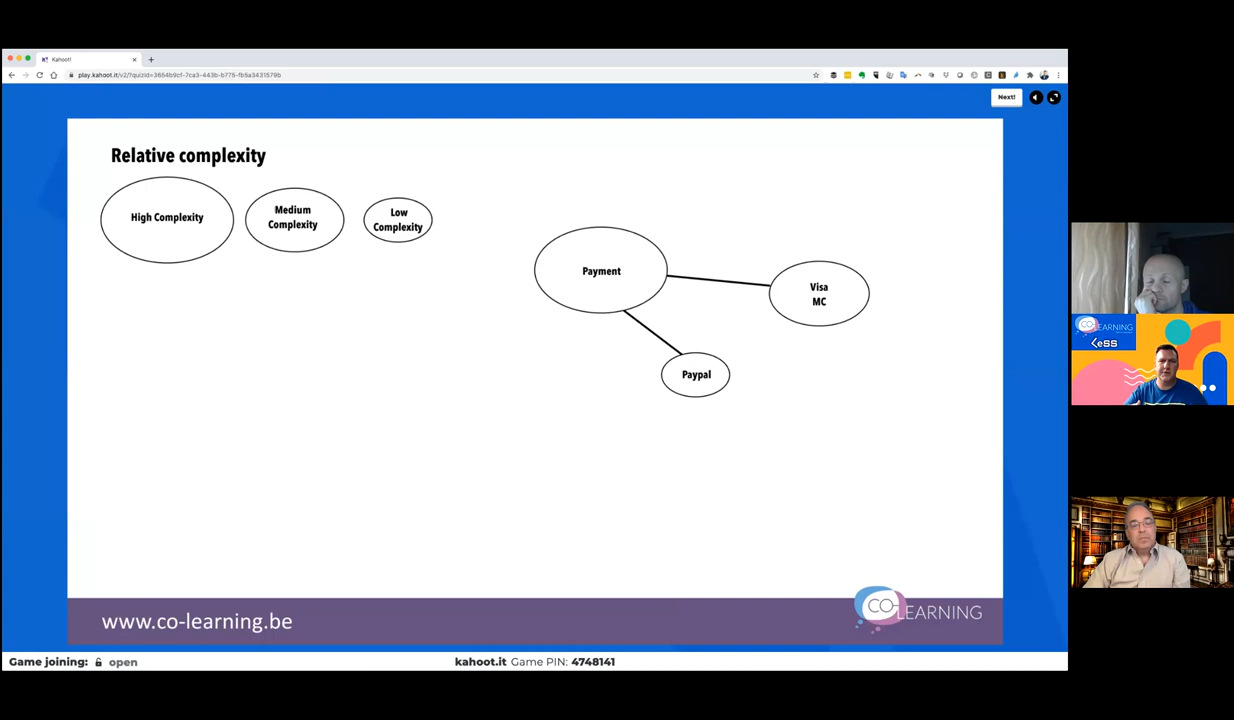 Kahoot!
play.kahoot.it/v2/?quizId=3654b9cf-7ca3-443b-b775-fb5a3431579b
Next!
Relative complexity
High Complexity
Medium
Complexity
Low
Complexity
Payment
Visa
MC
Paypal
www.co-learning.be
CO-LEARNING
Game joining: open
kahoot.it Game PIN: 4748141
CO-LEARNING